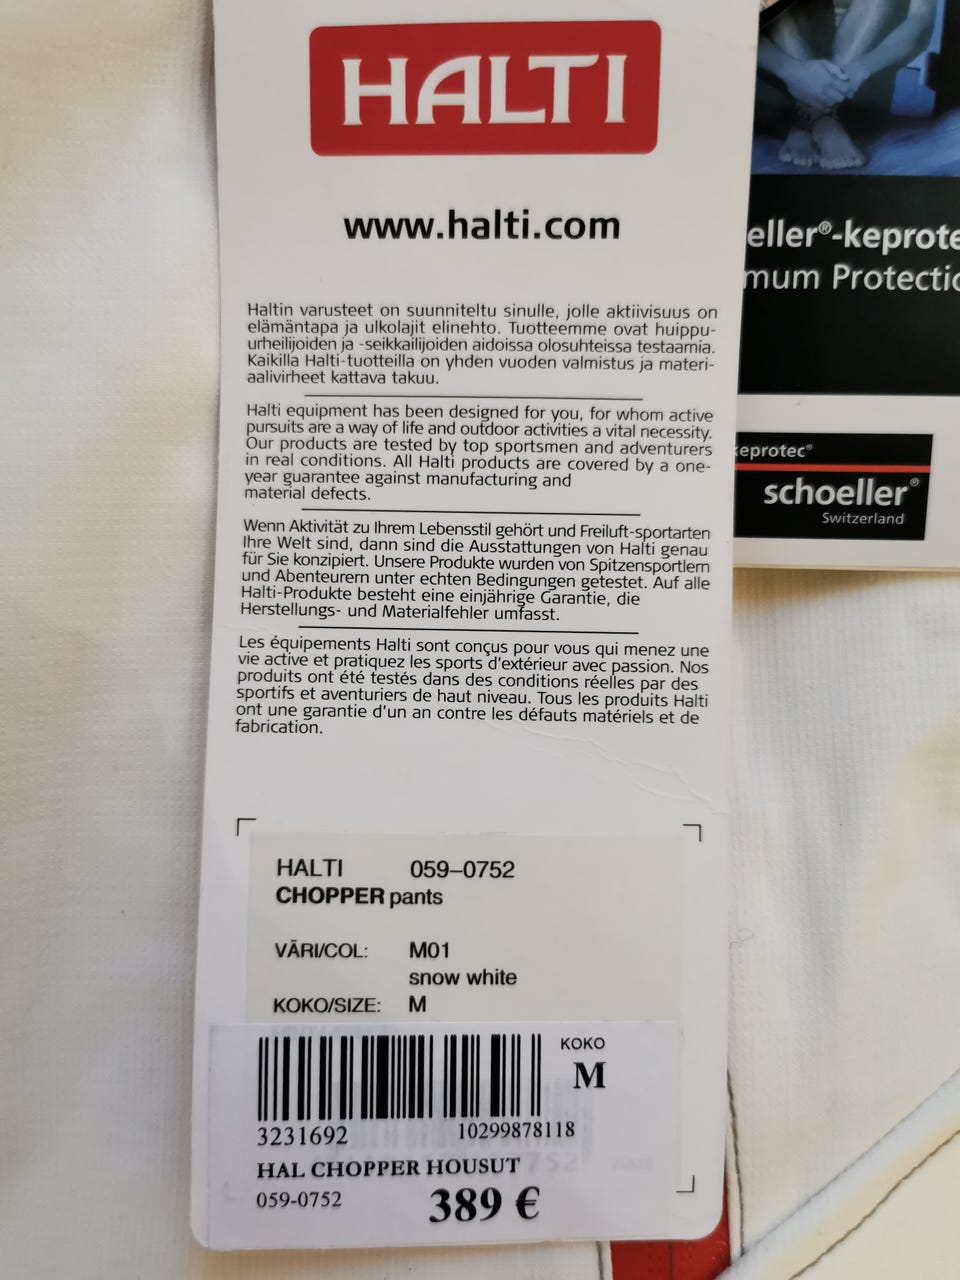 HALTI
www.halti.com
Haltin varusteet on suunniteltu sinulle, jolle aktiivisuus on
elämäntapa ja ulkolajit elinehto. Tuotteemme ovat huippu-
urheilijoiden ja -seikkailijoiden aidoissa olosuhteissa testaamia.
Kaikilla Halti-tuotteilla on yhden vuoden valmistus ja materi-
aalivirheet kattava takuu.
Halti equipment has been designed for you, for whom active
pursuits are a way of life and outdoor activities a vital necessity.
Our products are tested by top sportsmen and adventurers
in real conditions. All Halti products are covered by a one-
year guarantee against manufacturing and
material defects.
Wenn Aktivität zu Ihrem Lebensstil gehört und Freiluft-sportarten
Ihre Welt sind, dann sind die Ausstattungen von Halti genau
für Sie konzipiert. Unsere Produkte wurden von Spitzensportlern
und Abenteurern unter echten Bedingungen getestet. Auf alle
Halti-Produkte besteht eine einjährige Garantie, die
Herstellungs- und Materialfehler umfasst.
Les équipements Halti sont conçus pour vous qui menez une
vie active et pratiquez les sports d'extérieur avec passion. Nos
produits ont été testés dans des conditions réelles par des
sportifs et aventuriers de haut niveau. Tous les produits Halti
ont une garantie d'un an contre les défauts matériels et de
fabrication.
HALTI 059–0752
CHOPPER pants
VÄRI/COL: M01
snow white
KOKO/SIZE: M
KOKO
M
3231692 10299878118
HAL CHOPPER HOUSUT
059-0752 389 €
eller®-keprote
mum Protectio
keprotec®
schoeller®
Switzerland